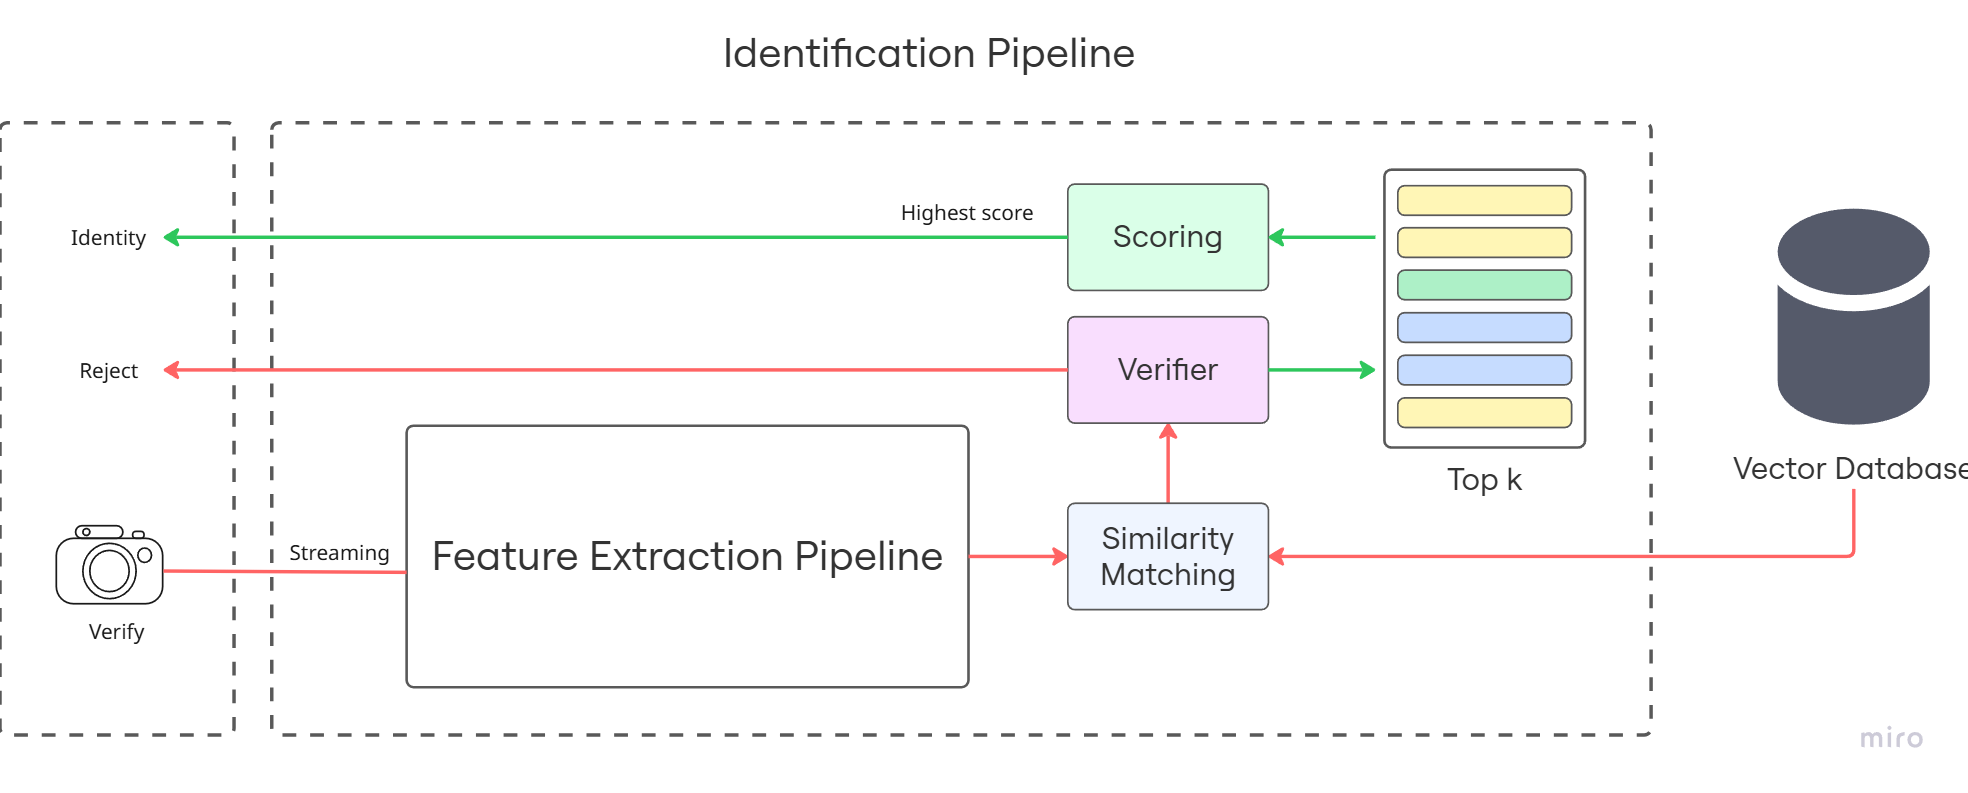 Identification Pipeline
Highest score
Scoring
Identity
Verifier
Reject
Top k
Vector Database
Streaming
Feature Extraction Pipeline
Similarity
Matching
Verify
miro